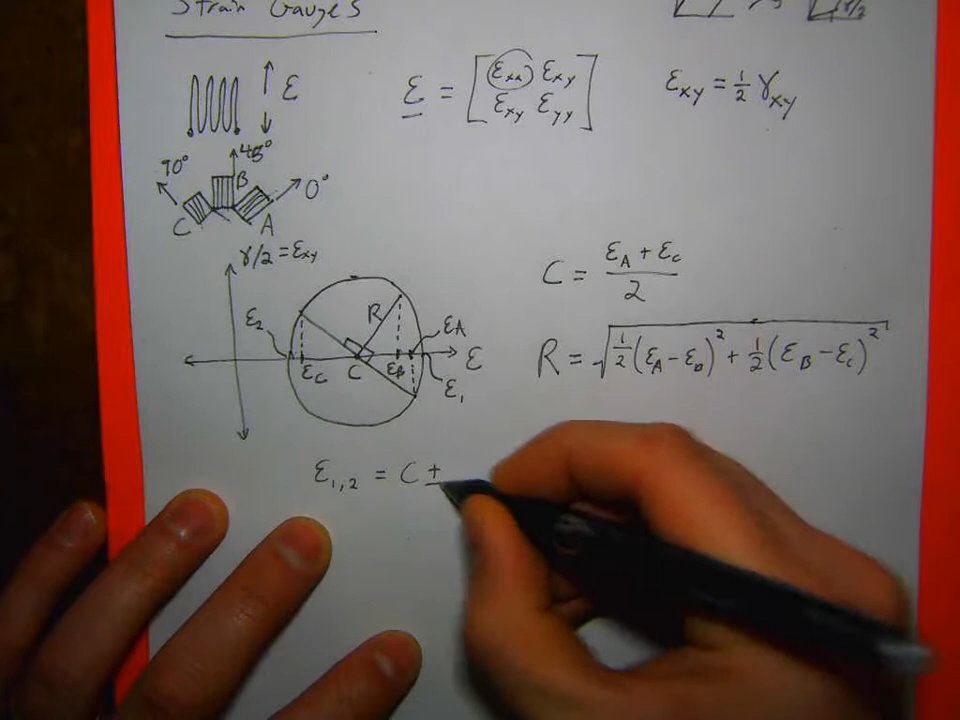 Strain Gauges
/2
ε
ε = [εxx εxy
εxy εyy]
εxy = 1/2 γxy
90° 45° 0°
C B A
γ/2 = εxy
C = (εA + εC)/2
ε2 R εA
εC C εB ε
ε1
R = √(1/2(εA - εB)² + 1/2(εB - εC)²)
ε1,2 = C ±